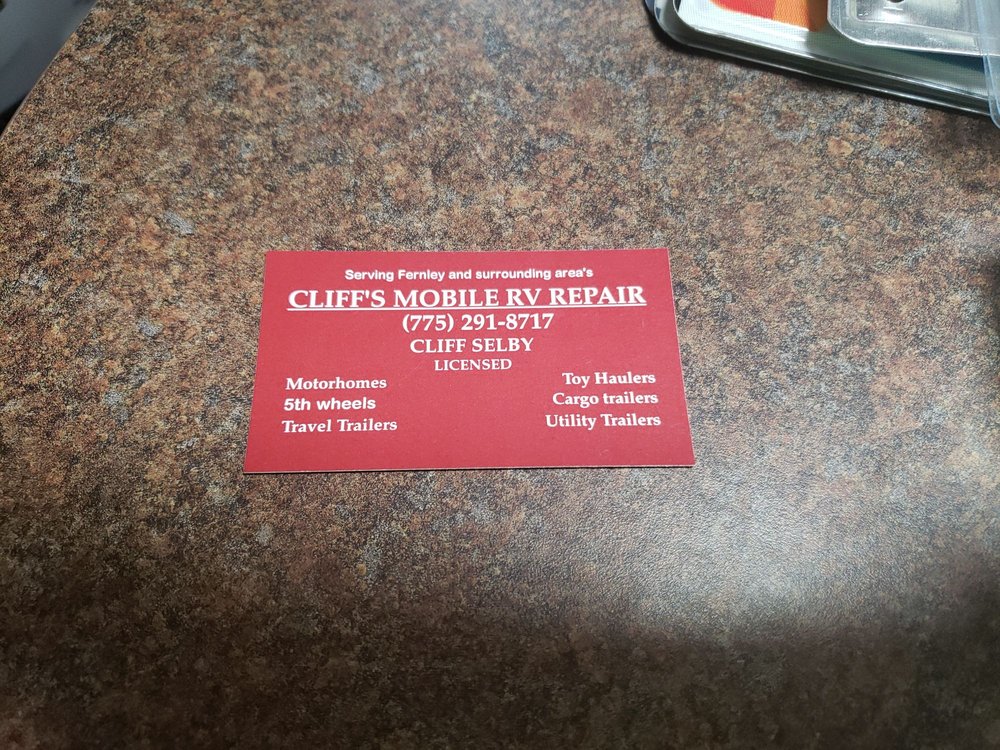 Serving Fernley and surrounding area's
CLIFF'S MOBILE RV REPAIR
(775) 291-8717
CLIFF SELBY
LICENSED
Motorhomes
5th wheels
Travel Trailers
Toy Haulers
Cargo trailers
Utility Trailers